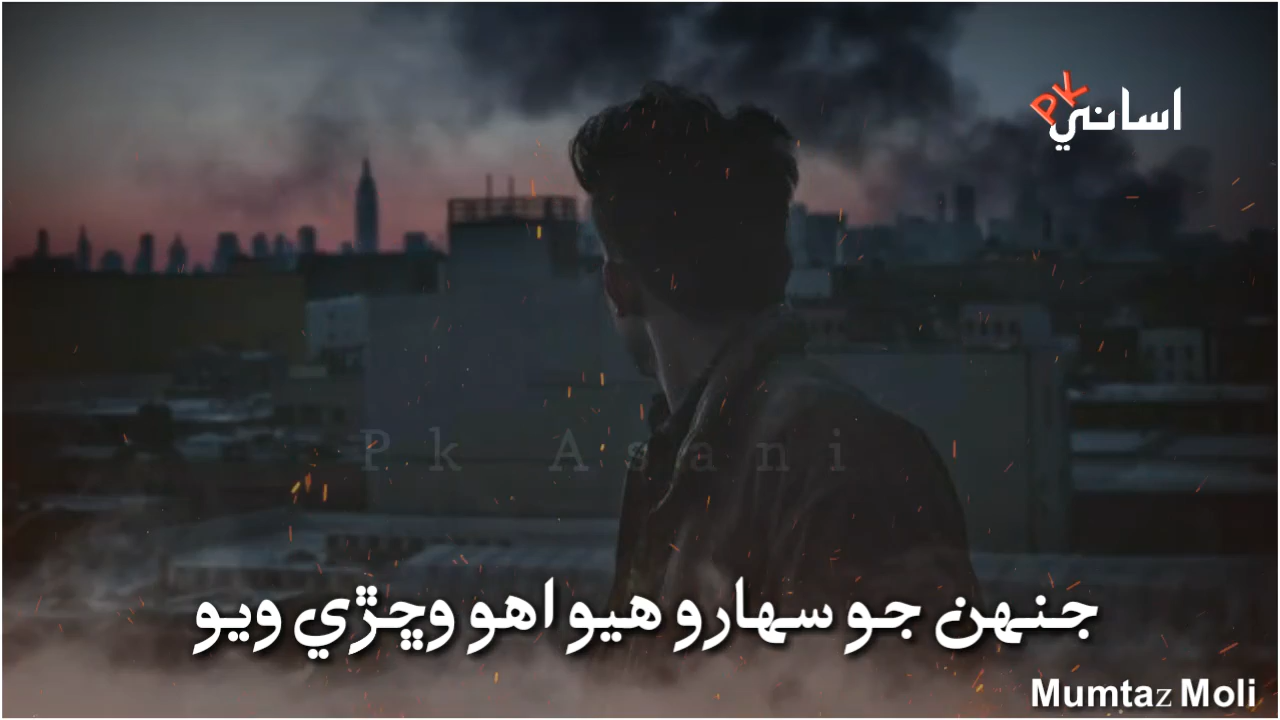 اساني PK
Pk Asani
جنهن جو سهارو هيو اهو وڇڙي ويو
Mumtaz Moli